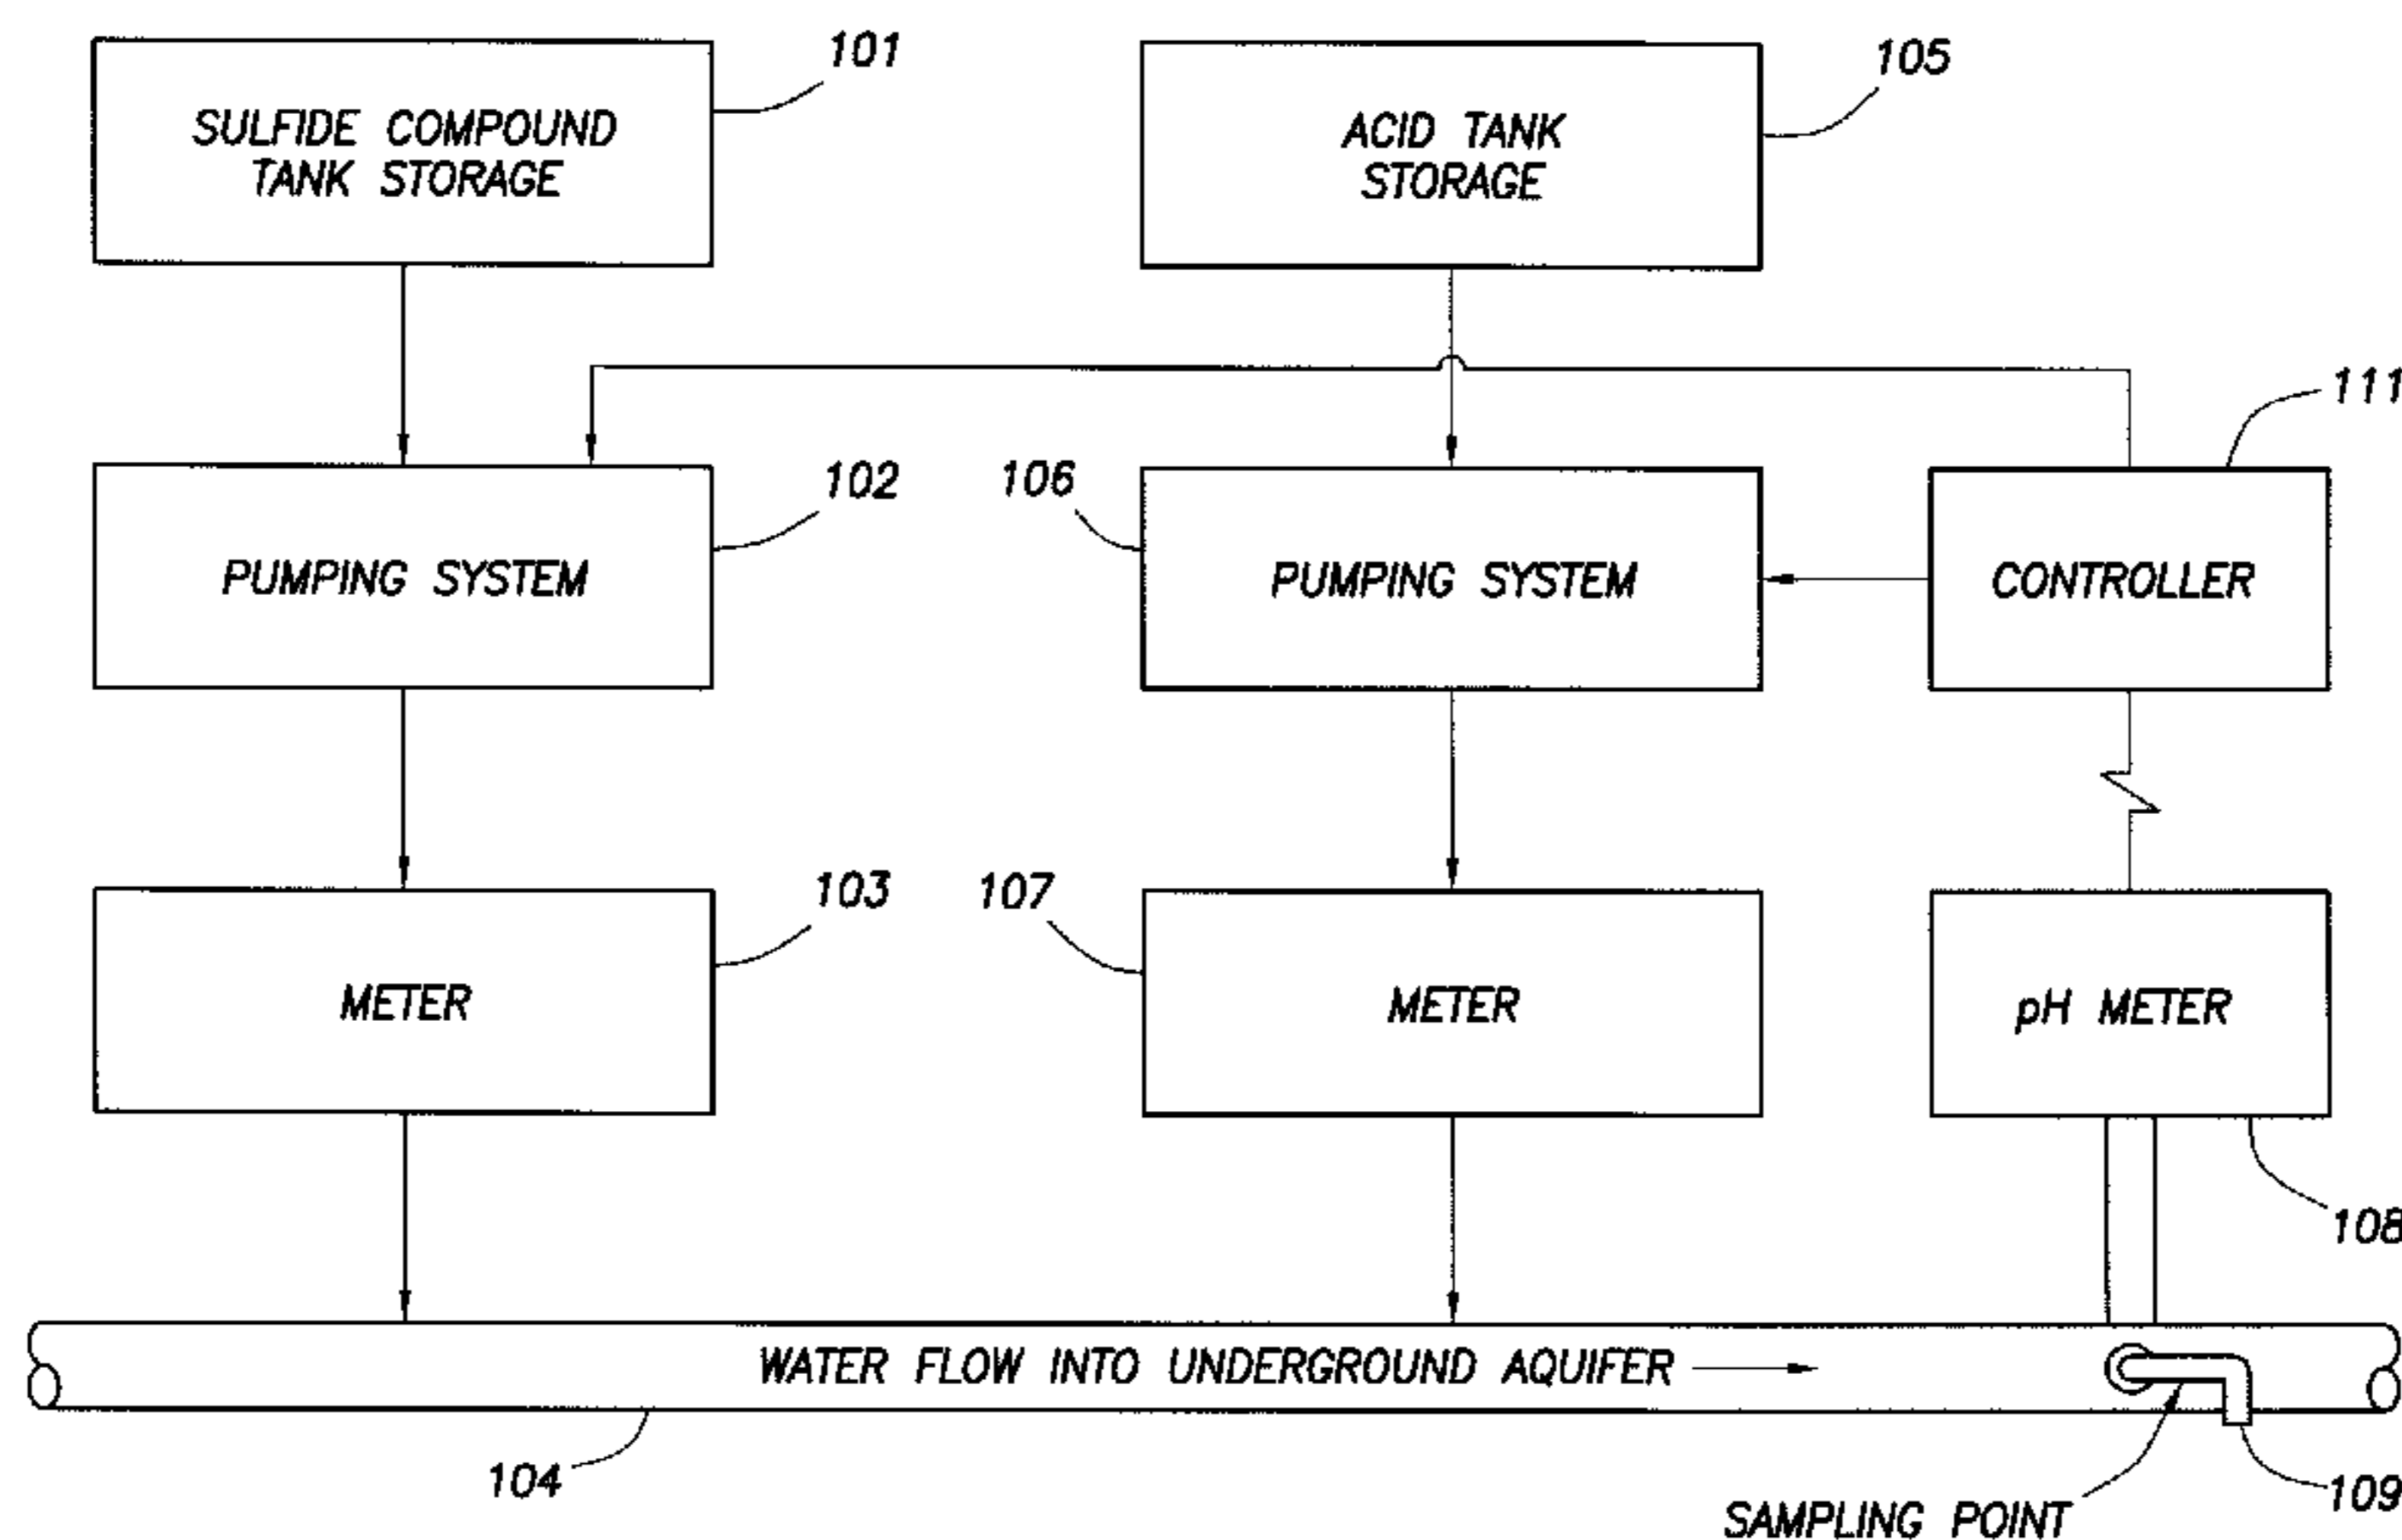 101
105
SULFIDE COMPOUND
TANK STORAGE
ACID TANK
STORAGE
111
102
106
PUMPING SYSTEM
PUMPING SYSTEM
CONTROLLER
103
107
METER
METER
pH METER
108
WATER FLOW INTO UNDERGROUND AQUIFER
104
109
SAMPLING POINT